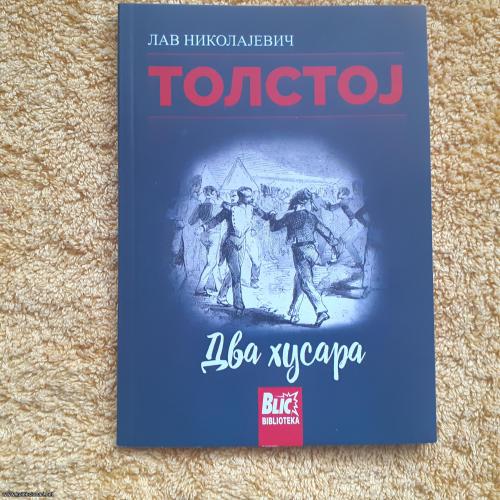 ЛАВ НИКОЛАЈЕВИЧ
ТОЛСТОЈ
Два хусара
BLIC
BIBLIOTEKA